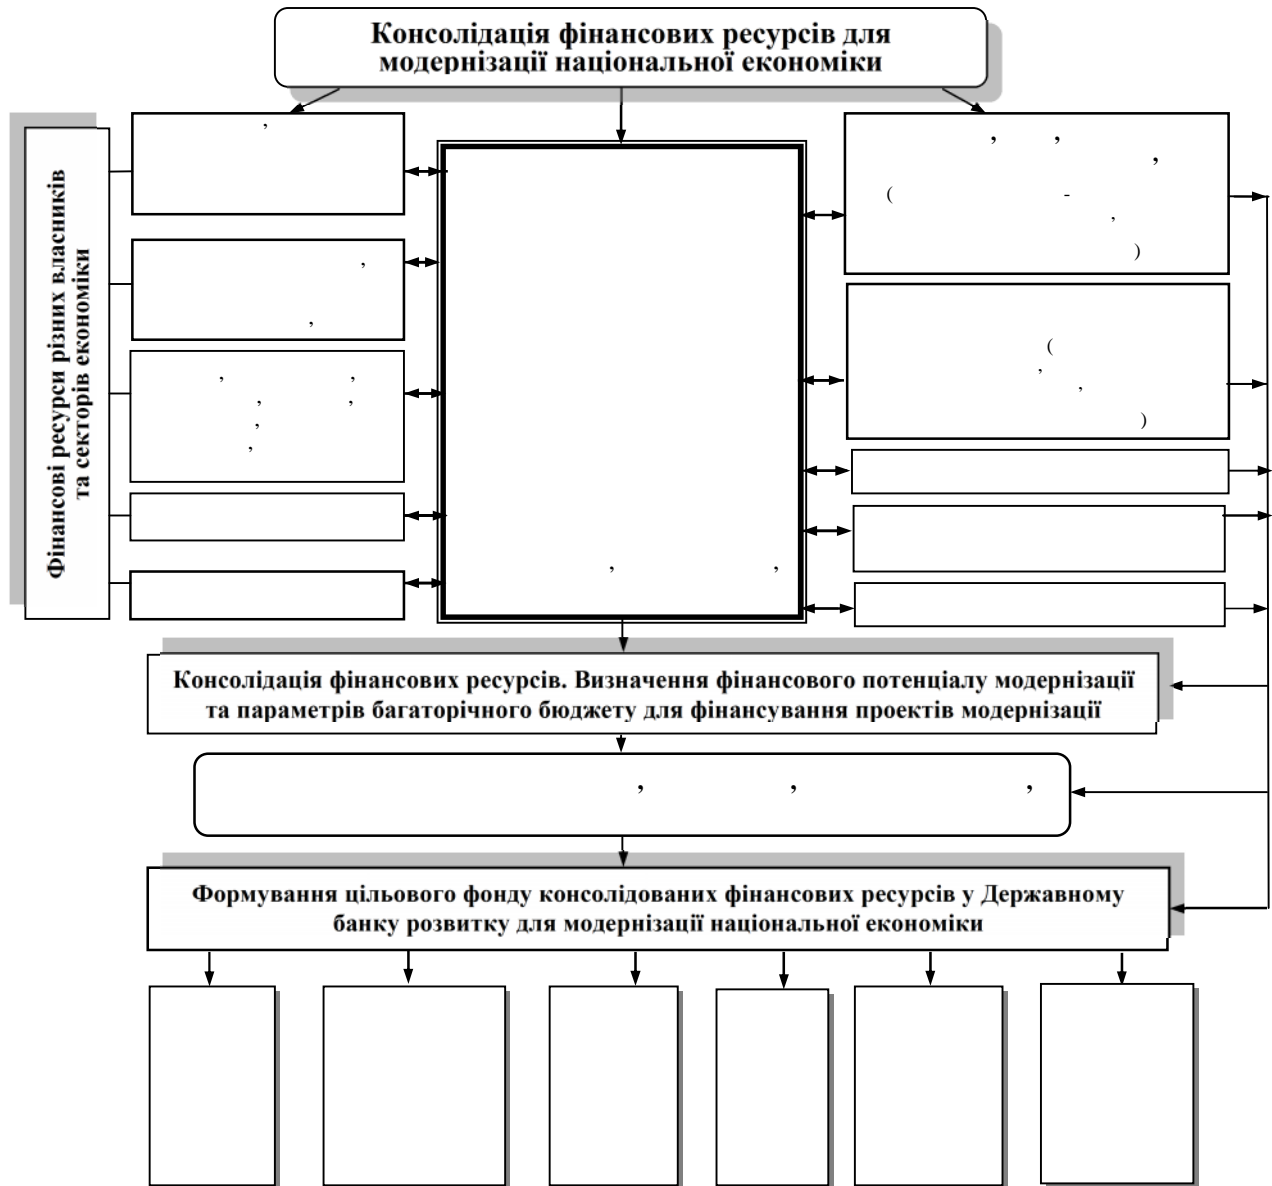 Консолідація фінансових ресурсів для
модернізації національної економіки
Фінансові ресурси різних власників
та секторів економіки
,
,
,
, ,
, ,
,
,
, ,
, ,
,
( -
,
)
(
,
,
)
Консолідація фінансових ресурсів. Визначення фінансового потенціалу модернізації
та параметрів багаторічного бюджету для фінансування проектів модернізації
, , ,
Формування цільового фонду консолідованих фінансових ресурсів у Державному
банку розвитку для модернізації національної економіки